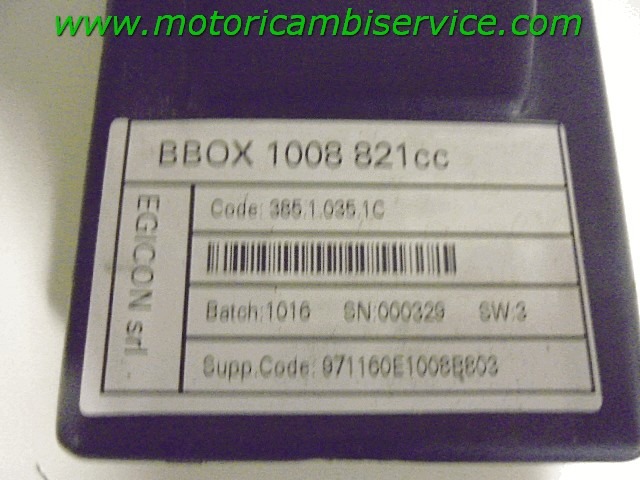 www.motoricambiservice.com
BBOX 1008 821cc
EGICON srl.
Code: 385.1.035.1C
Batch:1016 SN:000329 SW:3
Supp.Code: 971160E1008B803